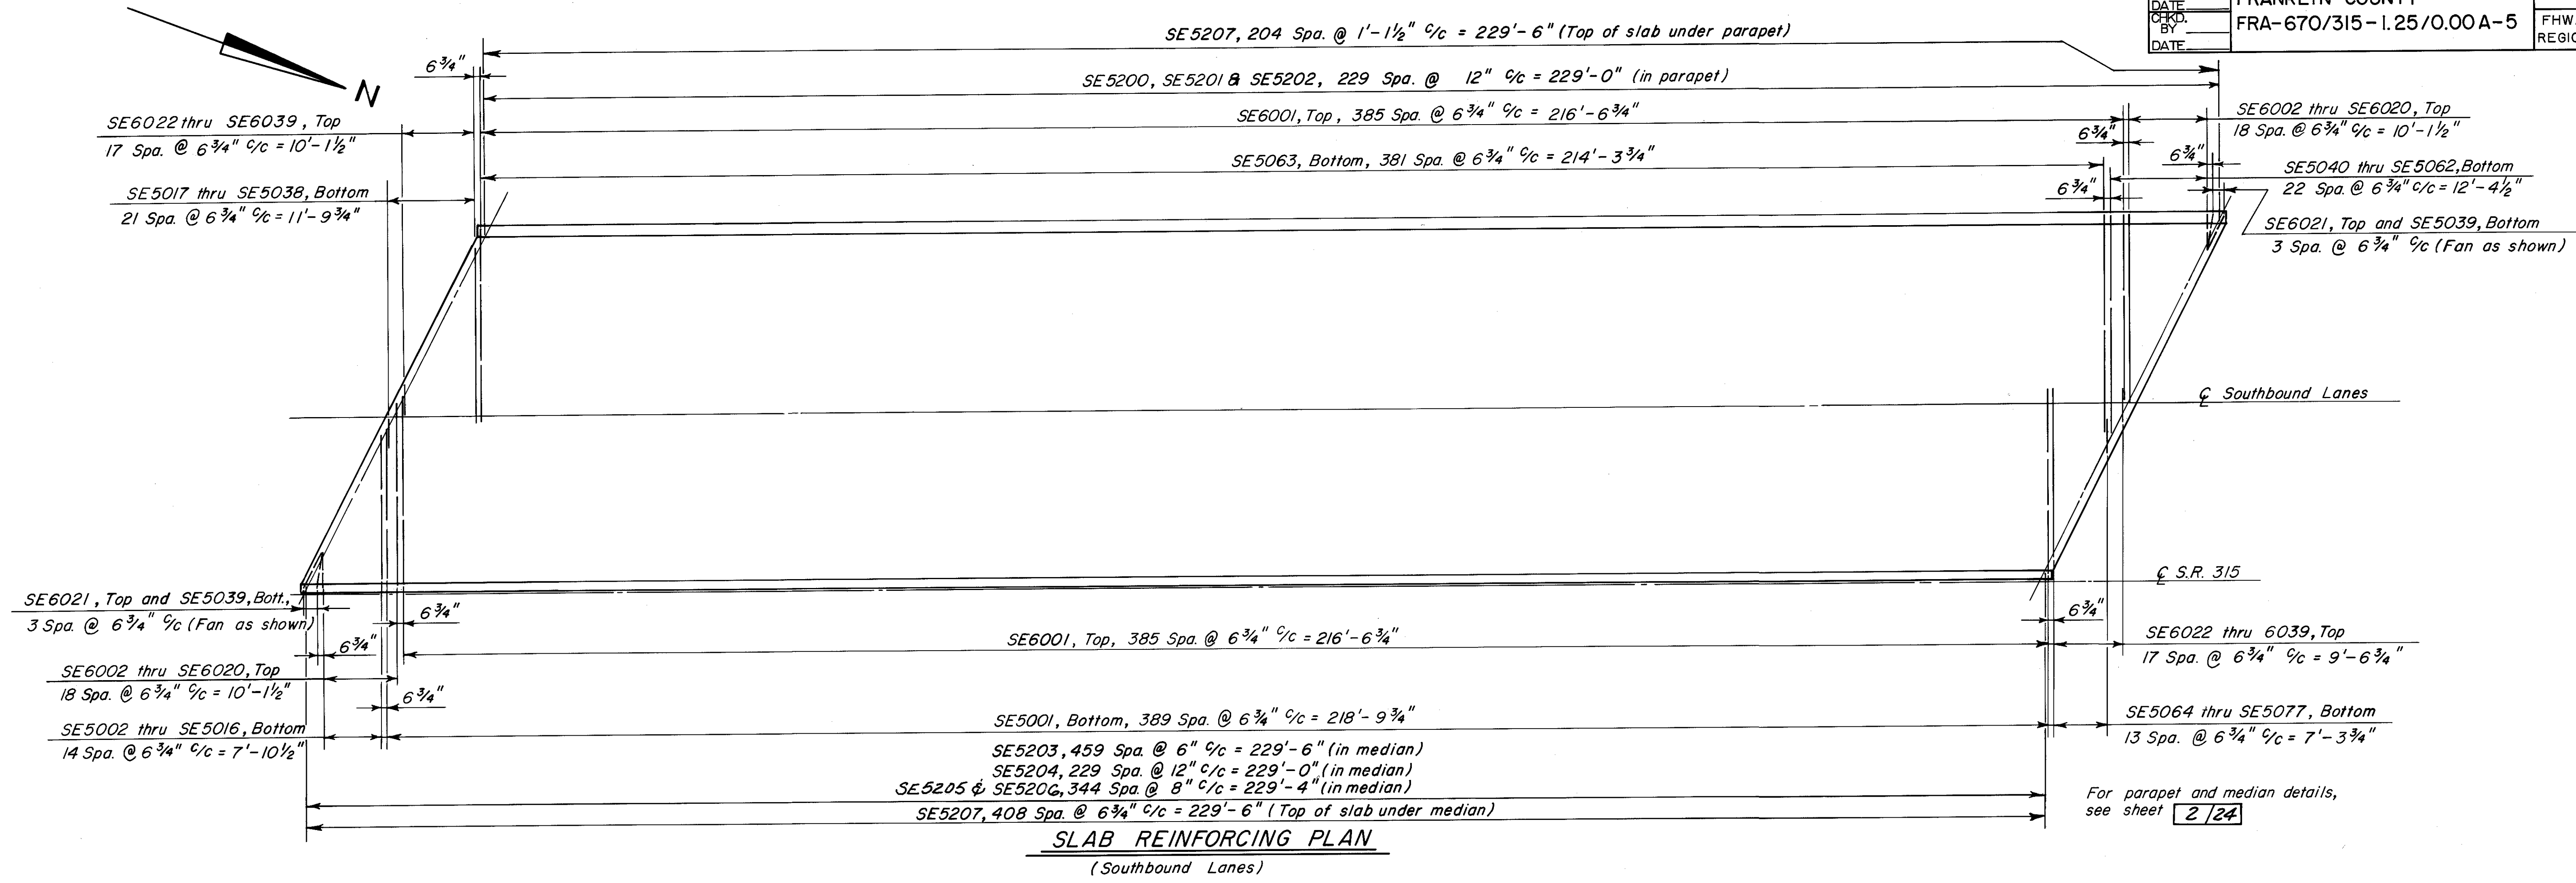 DATE
CHKD. BY
DATE
FRA-670/315-1.25/0.00 A-5
N
SE5207, 204 Spa. @ 1'-1½" c/c = 229'-6" (Top of slab under parapet)
6¾"
SE5200, SE5201 & SE5202, 229 Spa. @ 12" c/c = 229'-0" (in parapet)
SE6022 thru SE6039, Top
17 Spa. @ 6¾" c/c = 10'-1½"
SE6001, Top, 385 Spa. @ 6¾" c/c = 216'-6¾"
6¾"
SE6002 thru SE6020, Top
18 Spa. @ 6¾" c/c = 10'-1½"
SE5063, Bottom, 381 Spa. @ 6¾" c/c = 214'-3¾"
6¾"
SE5017 thru SE5038, Bottom
21 Spa. @ 6¾" c/c = 11'-9¾"
6¾"
SE5040 thru SE5062, Bottom
22 Spa. @ 6¾" c/c = 12'-4½"
SE6021, Top and SE5039, Bottom
3 Spa. @ 6¾" c/c (Fan as shown)
℄ Southbound Lanes
℄ S.R. 315
SE6021, Top and SE5039, Bott.,
3 Spa. @ 6¾" c/c (Fan as shown)
6¾"
6¾"
6¾"
SE6001, Top, 385 Spa. @ 6¾" c/c = 216'-6¾"
SE6022 thru 6039, Top
17 Spa. @ 6¾" c/c = 9'-6¾"
SE6002 thru SE6020, Top
18 Spa. @ 6¾" c/c = 10'-1½"
6¾"
SE5002 thru SE5016, Bottom
14 Spa. @ 6¾" c/c = 7'-10½"
SE5001, Bottom, 389 Spa. @ 6¾" c/c = 218'-9¾"
SE5064 thru SE5077, Bottom
13 Spa. @ 6¾" c/c = 7'-3¾"
SE5203, 459 Spa. @ 6" c/c = 229'-6" (in median)
SE5204, 229 Spa. @ 12" c/c = 229'-0" (in median)
SE5205 & SE5206, 344 Spa. @ 8" c/c = 229'-4" (in median)
SE5207, 408 Spa. @ 6¾" c/c = 229'-6" (Top of slab under median)
For parapet and median details,
see sheet 2/24
SLAB REINFORCING PLAN
(Southbound Lanes)